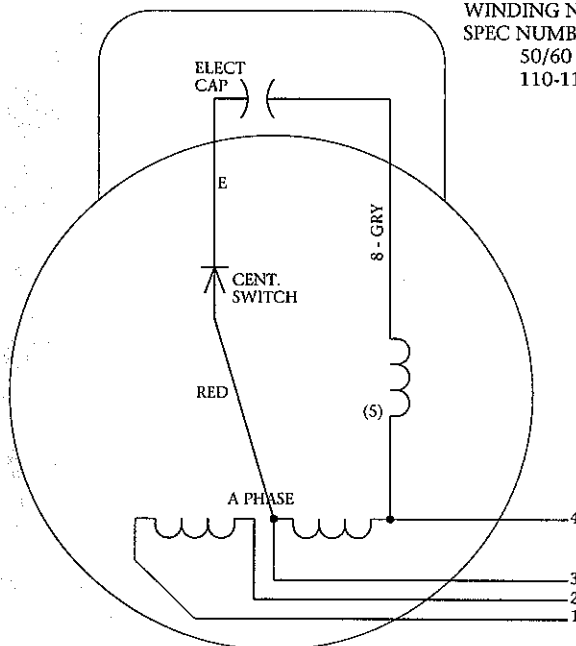 WINDING N
SPEC NUMB
50/60
110-11
ELECT
CAP
E
8 - GRY
CENT.
SWITCH
RED
(5)
A PHASE
4
3
2
1